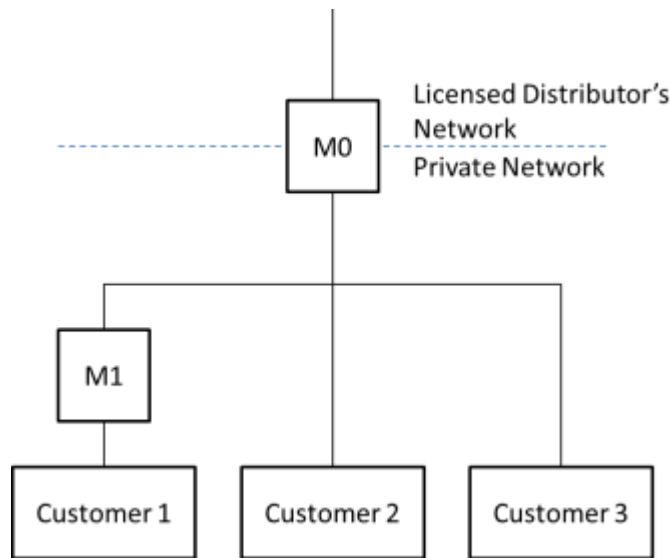 Licensed Distributor's
Network
M0
Private Network
M1
Customer 1
Customer 2
Customer 3